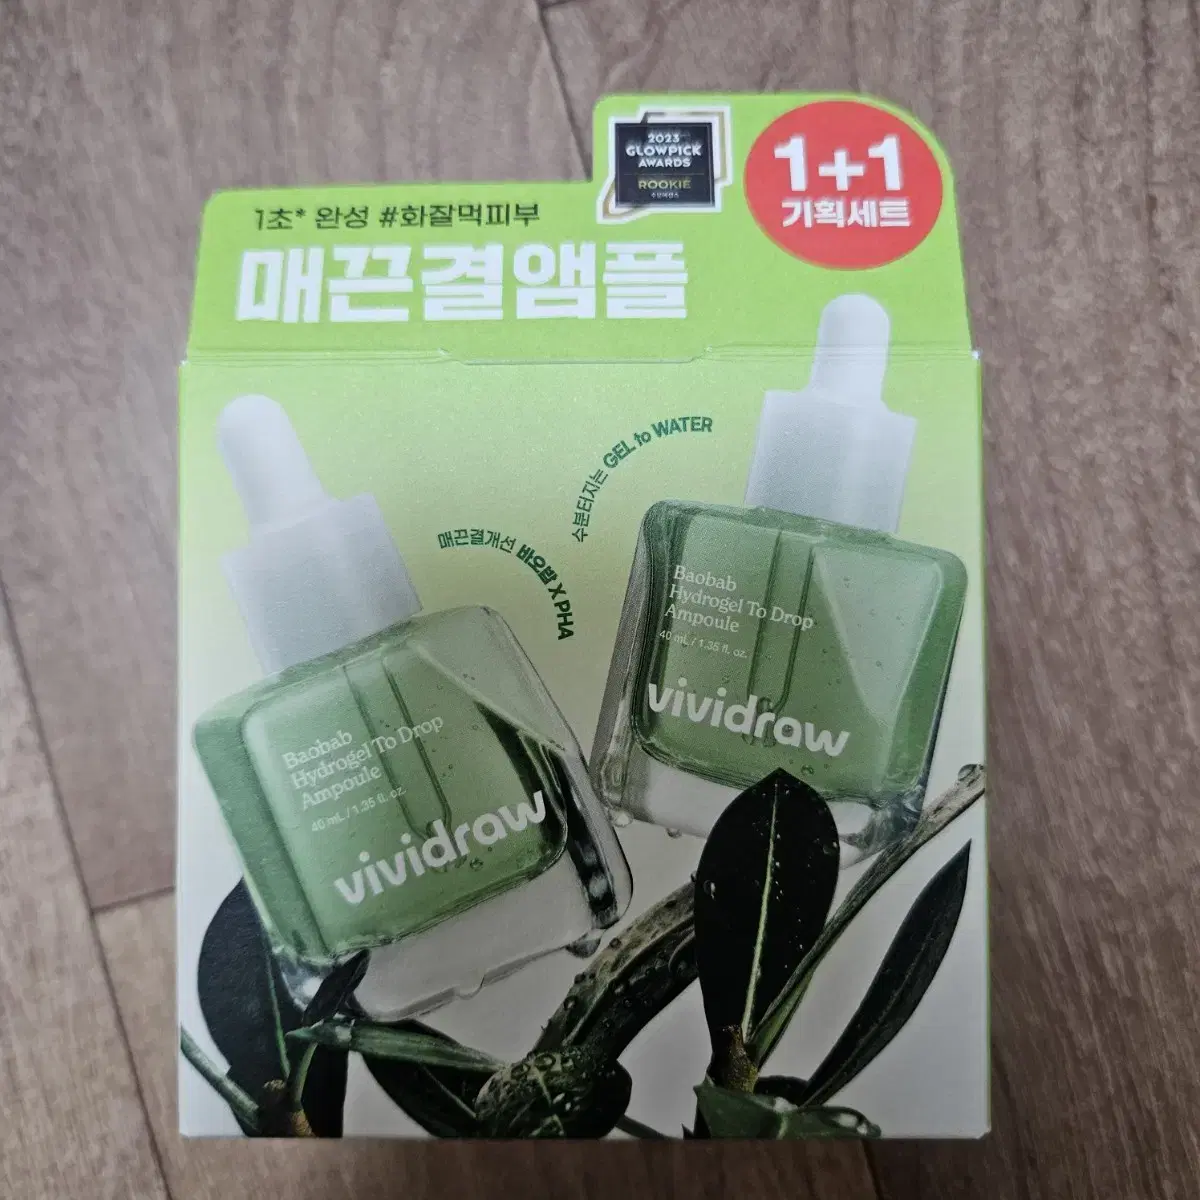 2023
GLOWPICK
AWARDS
ROOKIE
1+1
기획세트
1초* 완성 #화잘먹피부
매끈결앰플
수분터지는 GEL to WATER
매끈결개선 바오밥 X PHA
Baobab
Hydrogel To Drop
Ampoule
40 mL / 1.35 fl. oz.
vividraw
Baobab
Hydrogel To Drop
Ampoule
40 mL / 1.35 fl. oz.
vividraw